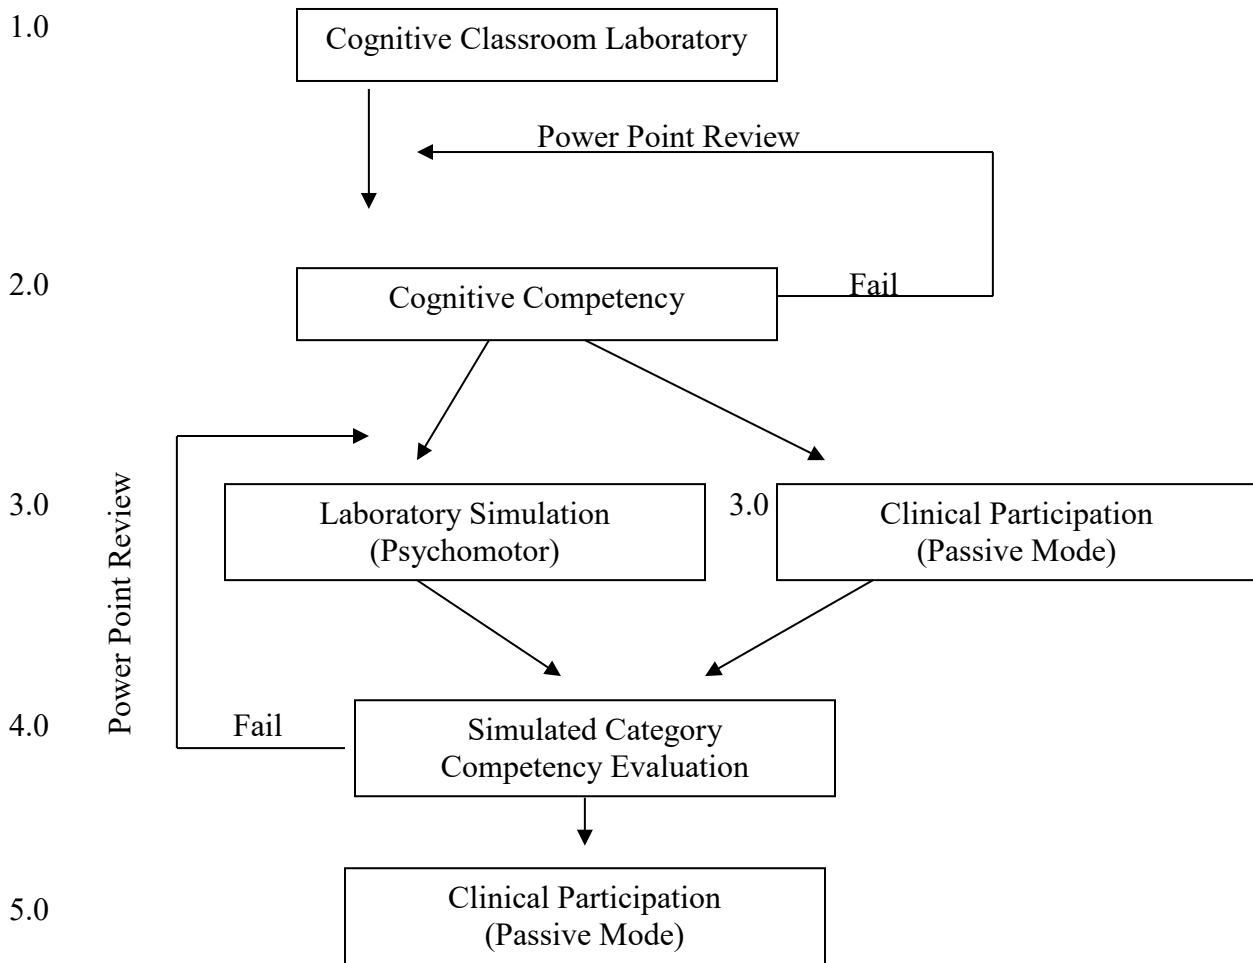 1.0
Cognitive Classroom Laboratory
Power Point Review
2.0
Cognitive Competency
Fail
Power Point Review
3.0
Laboratory Simulation
(Psychomotor)
3.0
Clinical Participation
(Passive Mode)
4.0
Fail
Simulated Category
Competency Evaluation
5.0
Clinical Participation
(Passive Mode)